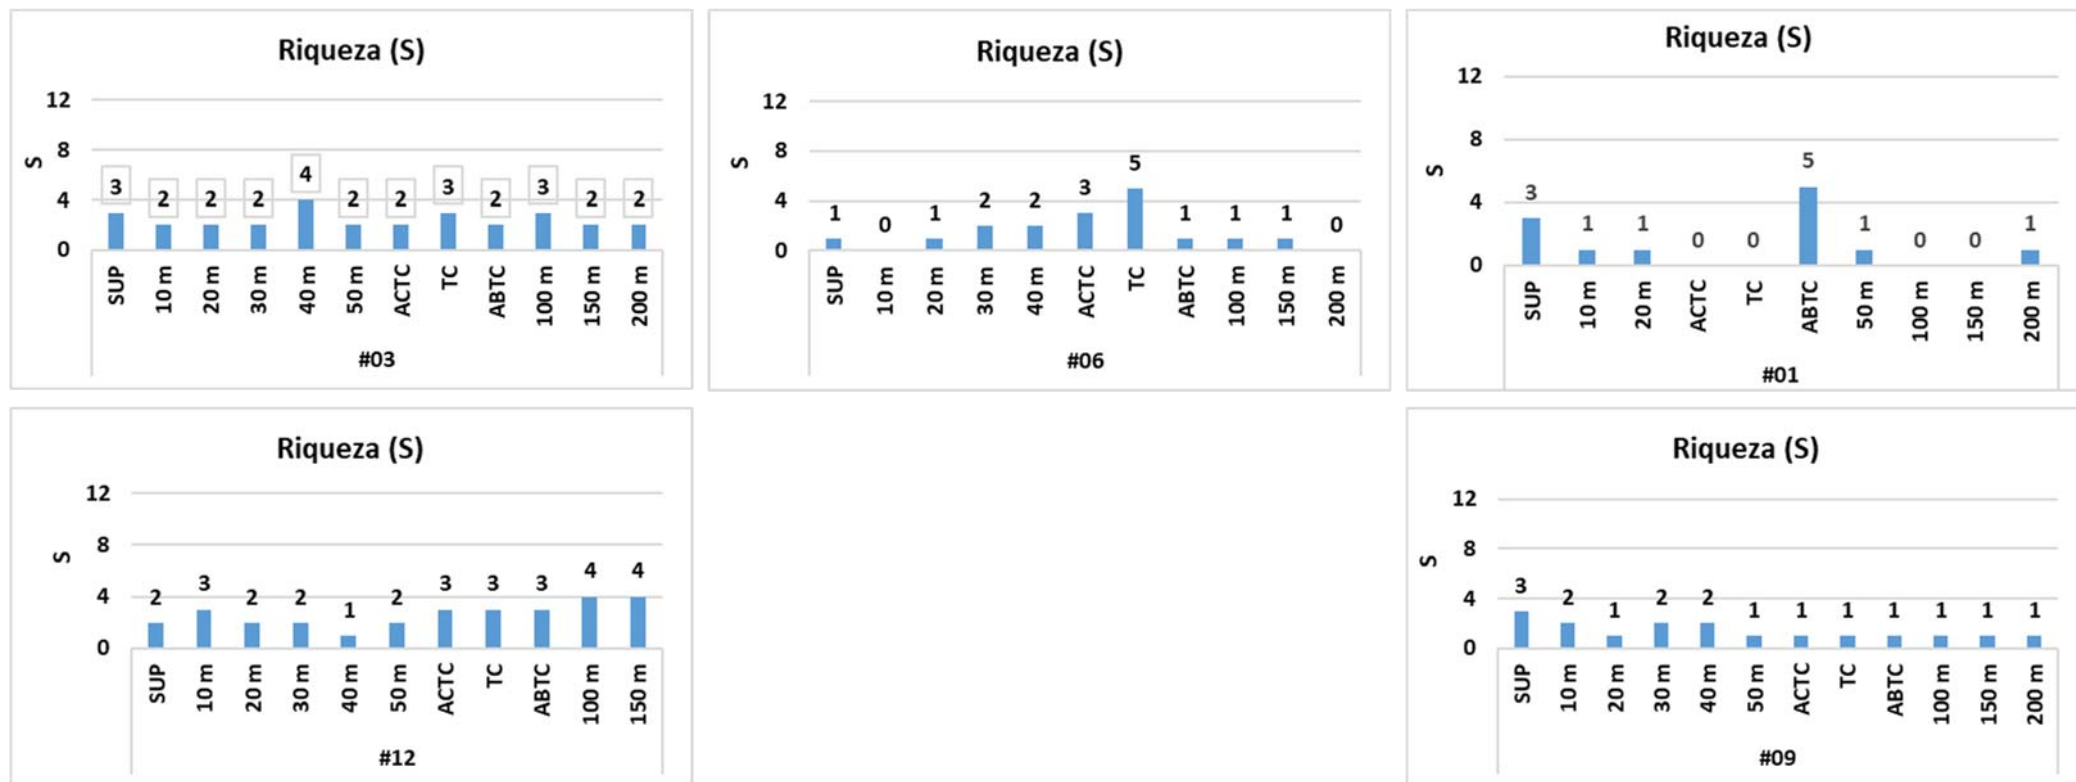 Riqueza (S)
12
8
4
0
S
3 2 2 2 4 2 2 3 2 3 2 2
SUP 10 m 20 m 30 m 40 m 50 m ACTC TC ABTC 100 m 150 m 200 m
#03
Riqueza (S)
12
8
4
0
S
1 0 1 2 2 3 5 1 1 1 0
SUP 10 m 20 m 30 m 40 m ACTC TC ABTC 100 m 150 m 200 m
#06
Riqueza (S)
12
8
4
0
S
3 1 1 0 0 5 1 0 0 1
SUP 10 m 20 m ACTC TC ABTC 50 m 100 m 150 m 200 m
#01
Riqueza (S)
12
8
4
0
S
2 3 2 2 1 2 3 3 3 4 4
SUP 10 m 20 m 30 m 40 m 50 m ACTC TC ABTC 100 m 150 m
#12
Riqueza (S)
12
8
4
0
S
3 2 1 2 2 1 1 1 1 1 1 1
SUP 10 m 20 m 30 m 40 m 50 m ACTC TC ABTC 100 m 150 m 200 m
#09